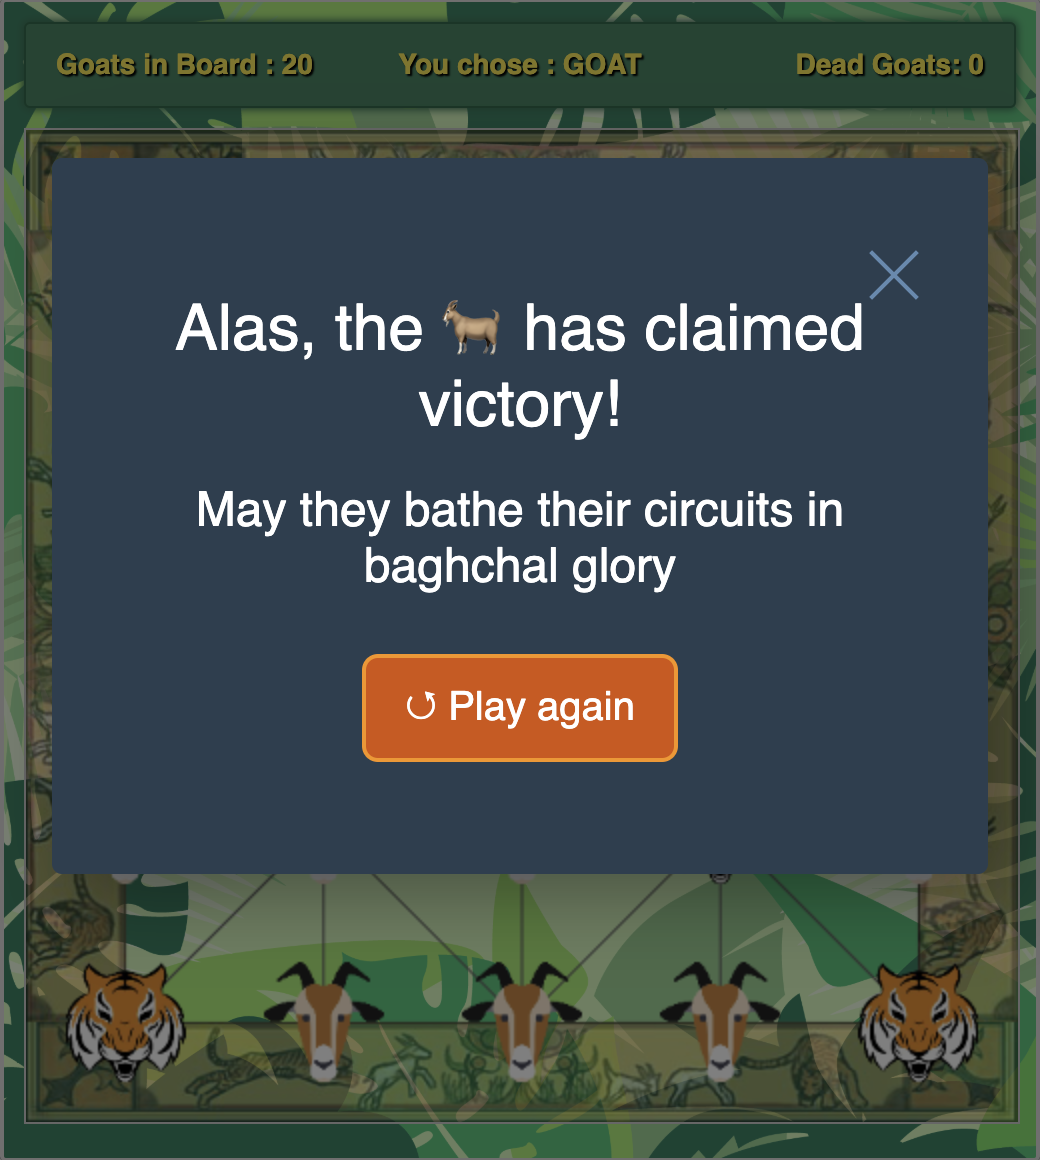 Goats in Board : 20 You chose : GOAT Dead Goats: 0
Alas, the 🐐 has claimed
victory!
May they bathe their circuits in
baghchal glory
↺ Play again